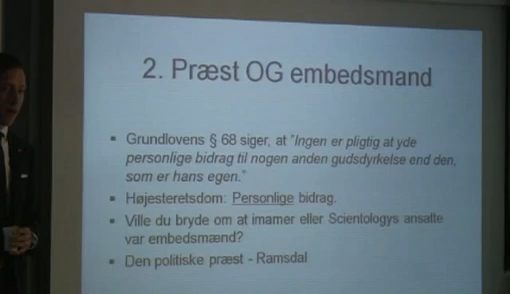 2. Præst OG embedsmand
▪ Grundlovens § 68 siger, at "Ingen er pligtig at yde
personlige bidrag til nogen anden gudsdyrkelse end den,
som er hans egen."
▪ Højesteretsdom: Personlige bidrag.
▪ Ville du bryde om at imamer eller Scientologys ansatte
var embedsmænd?
▪ Den politiske præst - Ramsdal